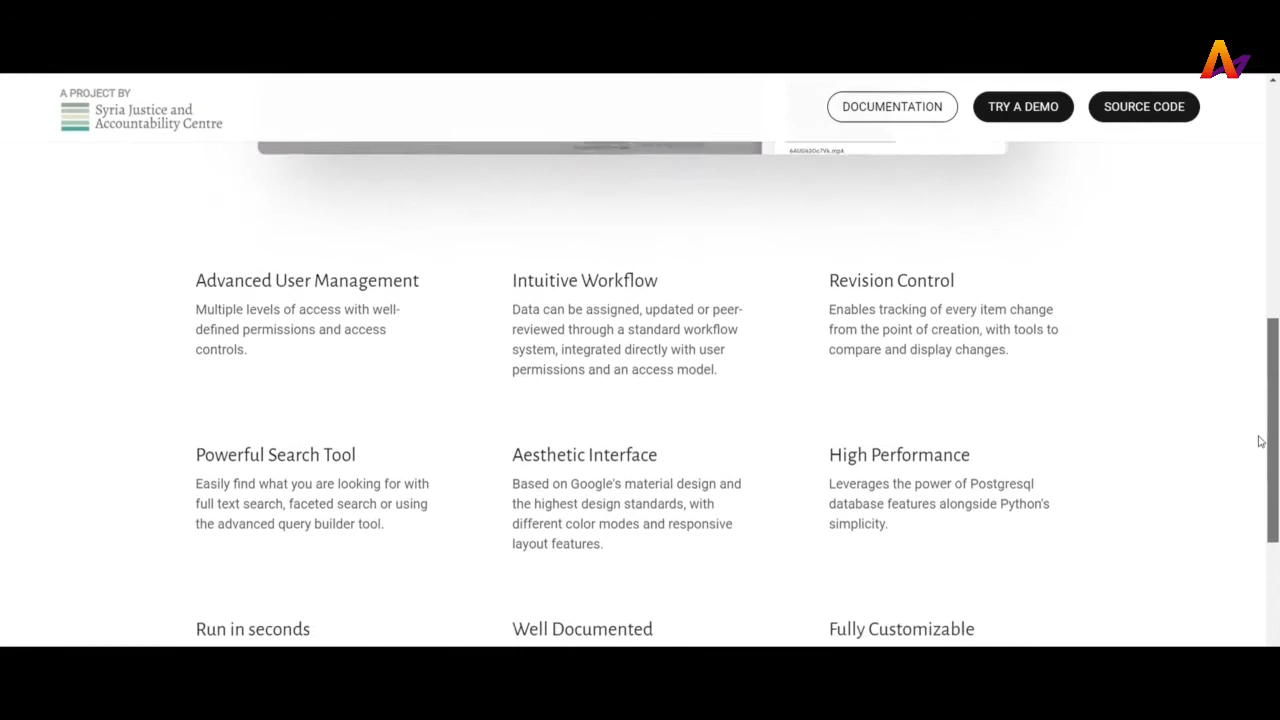 A PROJECT BY
Syria Justice and
Accountability Centre
DOCUMENTATION
TRY A DEMO
SOURCE CODE
Advanced User Management
Multiple levels of access with well-
defined permissions and access
controls.
Intuitive Workflow
Data can be assigned, updated or peer-
reviewed through a standard workflow
system, integrated directly with user
permissions and an access model.
Revision Control
Enables tracking of every item change
from the point of creation, with tools to
compare and display changes.
Powerful Search Tool
Easily find what you are looking for with
full text search, faceted search or using
the advanced query builder tool.
Aesthetic Interface
Based on Google's material design and
the highest design standards, with
different color modes and responsive
layout features.
High Performance
Leverages the power of Postgresql
database features alongside Python's
simplicity.
Run in seconds
Well Documented
Fully Customizable